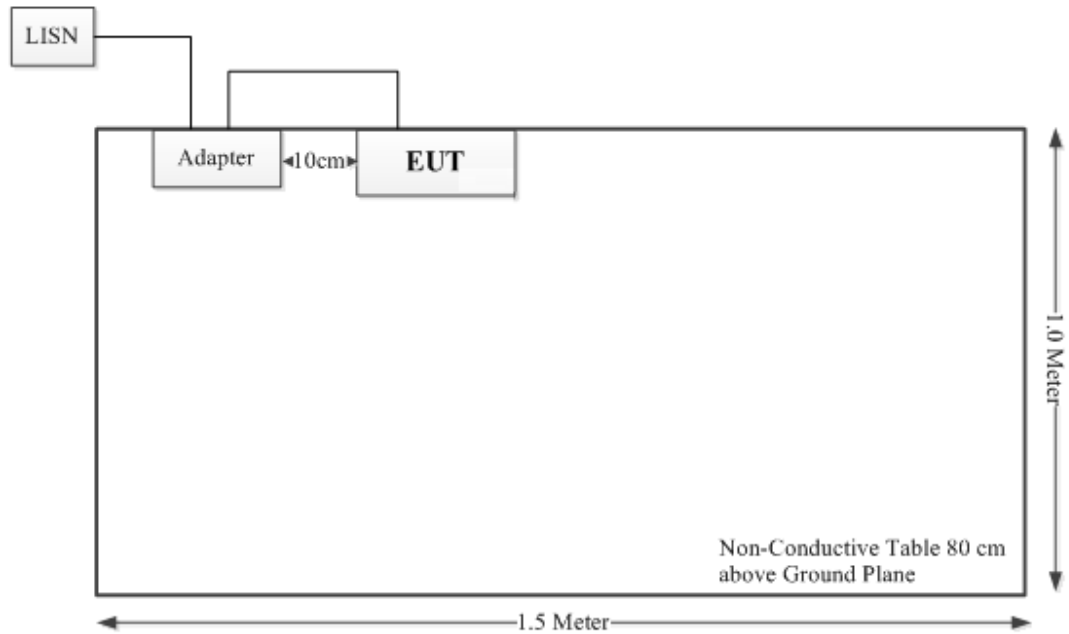 LISN
Adapter
10cm
EUT
1.0 Meter
Non-Conductive Table 80 cm
above Ground Plane
1.5 Meter